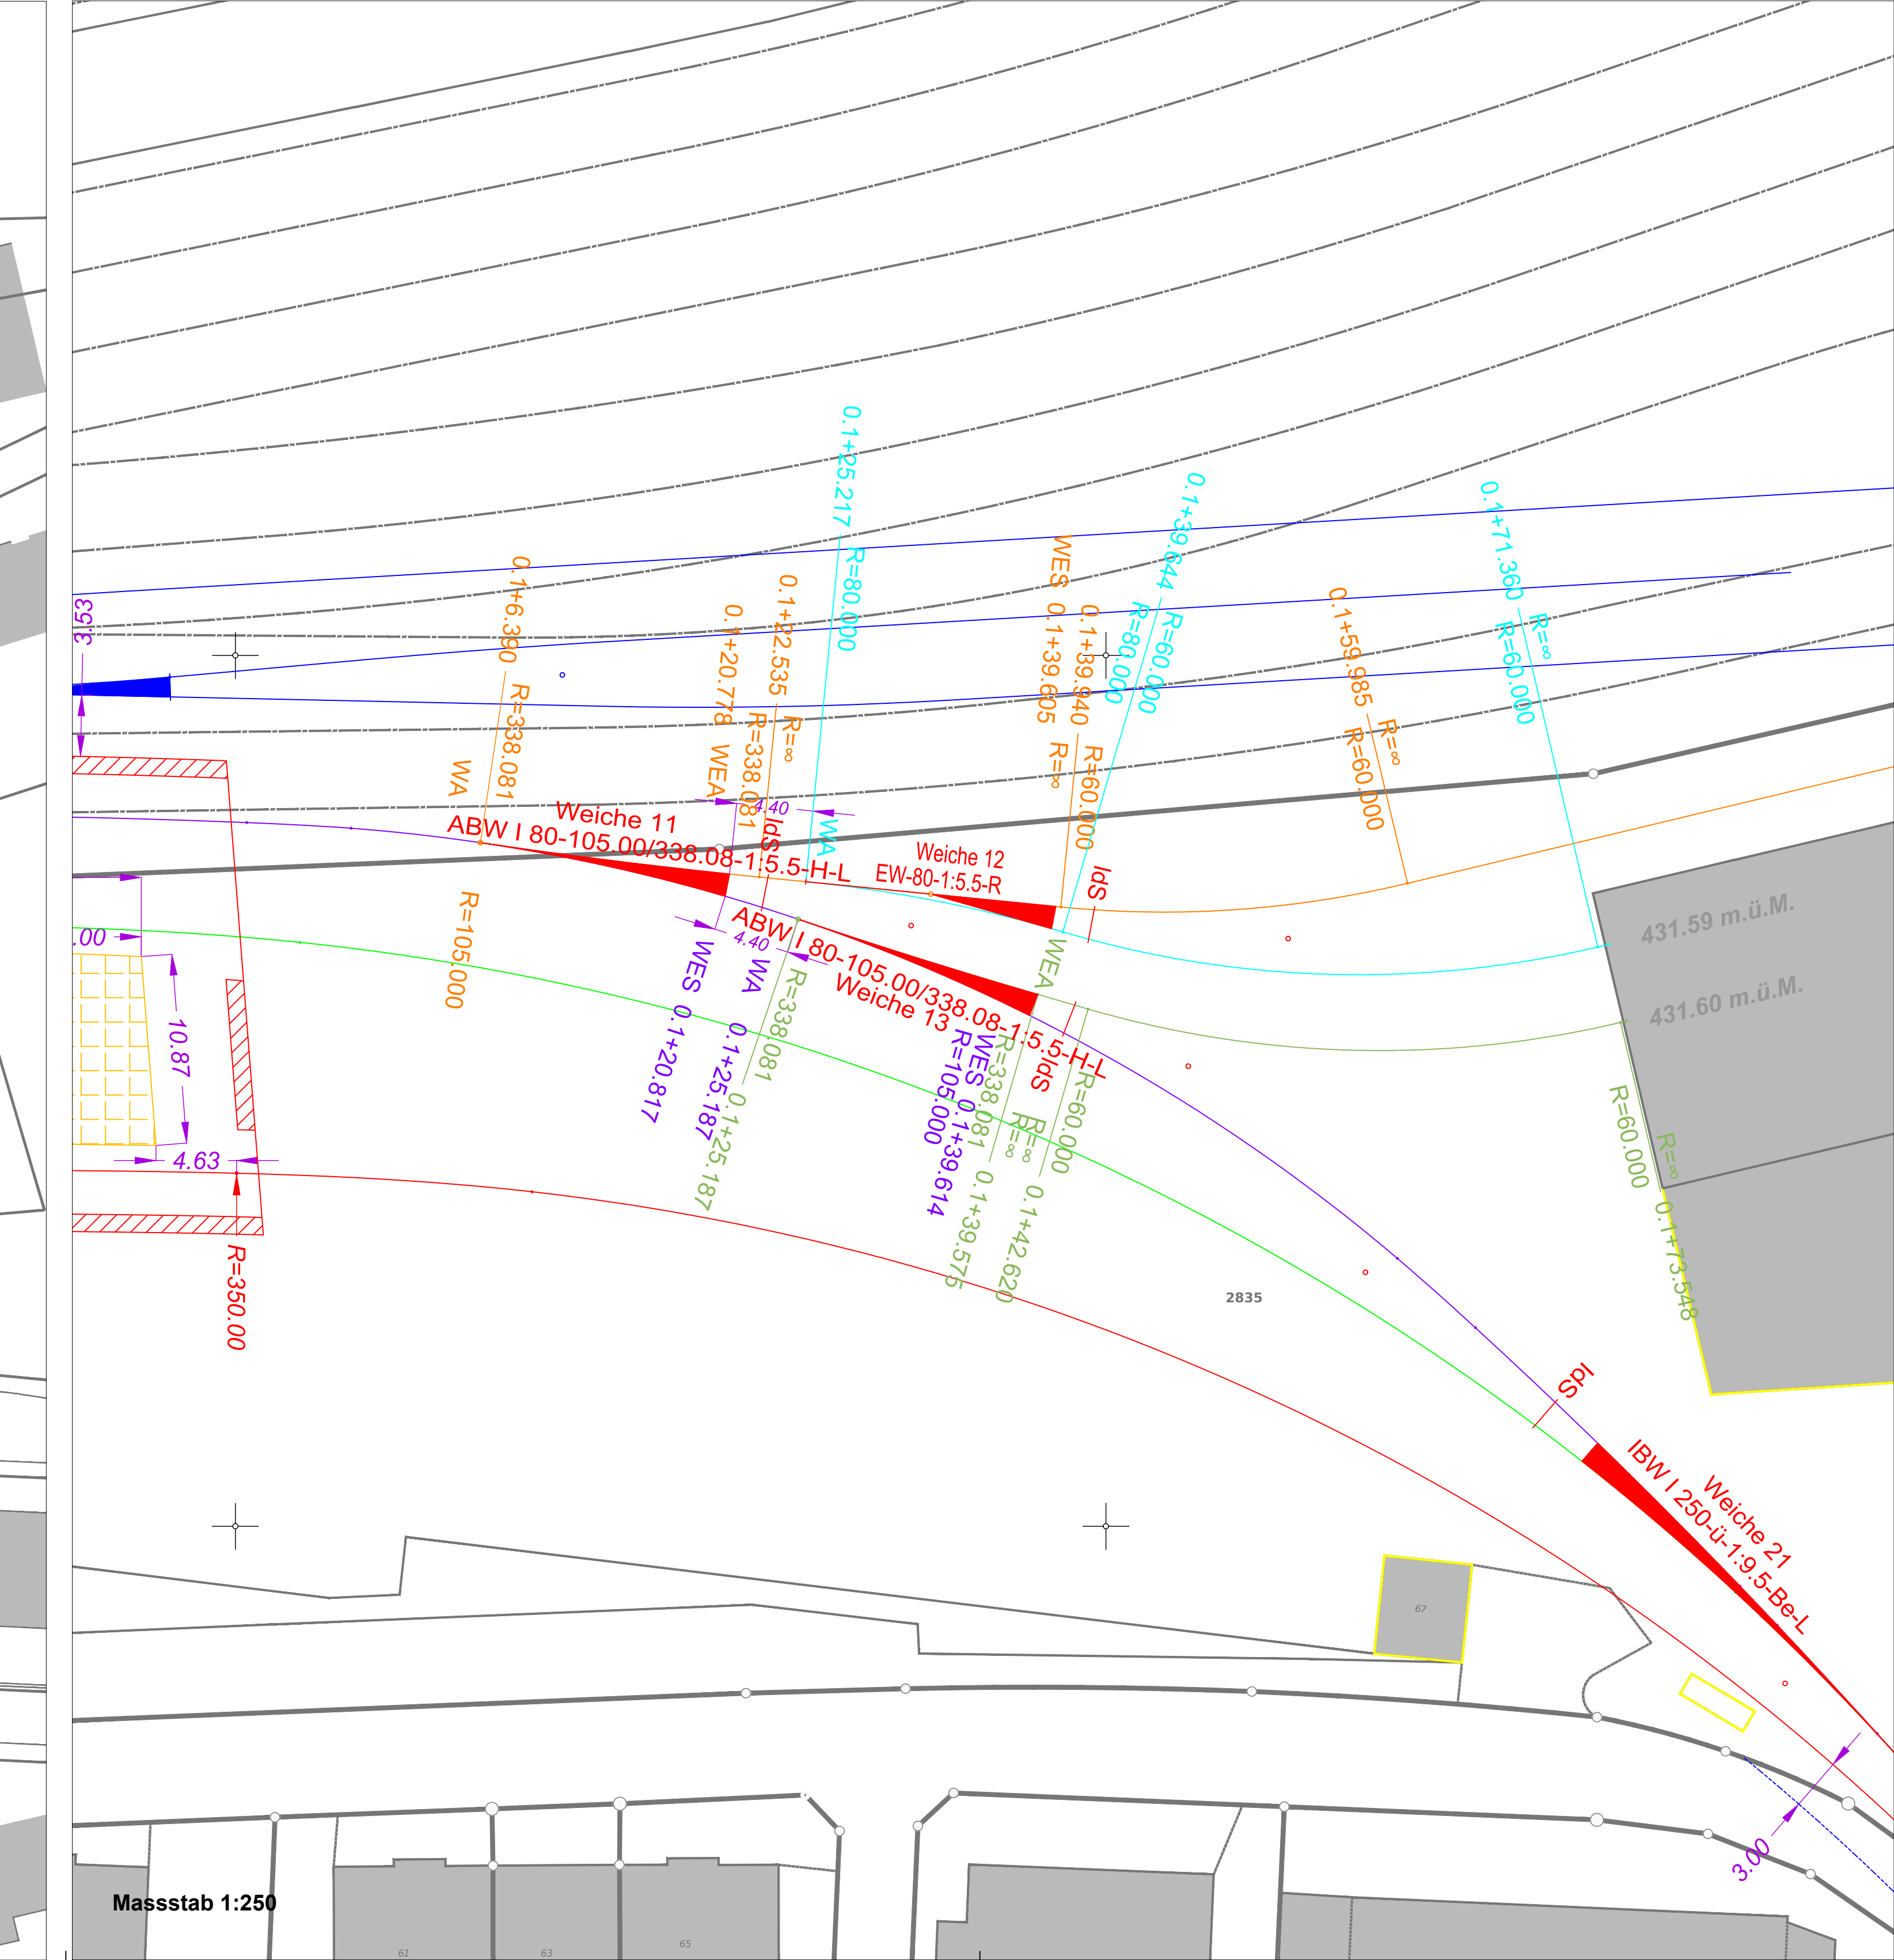 0.1+25.217
R=80.000
WA
0.1+39.644
R=60.000
R=80.000
0.1+71.360
R=∞
R=60.000
0.1+6.390
R=338.081
WA
R=105.000
0.1+20.778
WEA
0.1+22.535
R=∞
R=338.081
WES 0.1+39.605
R=∞
0.1+39.940
R=60.000
0.1+59.985
R=∞
R=60.000
3.53
Weiche 11
ABW I 80-105.00/338.08-1:5.5-H-L
4.40
IdS
Weiche 12
EW-80-1:5.5-R
IdS
431.59 m.ü.M.
431.60 m.ü.M.
.00
10.87
4.63
R=350.00
4.40
ABW I 80-105.00/338.08-1:5.5-H-L
Weiche 13
IdS
WES 0.1+20.817
WA 0.1+25.187
R=338.081
0.1+25.187
WEA
WES 0.1+39.614
R=105.000
R=∞
R=338.081
R=∞
0.1+39.575
R=60.000
0.1+42.620
R=60.000
R=∞
0.1+73.548
2835
IdS
Weiche 21
IBW I 250-ü-1:9.5-Be-L
67
3.00
Massstab 1:250
61
63
65